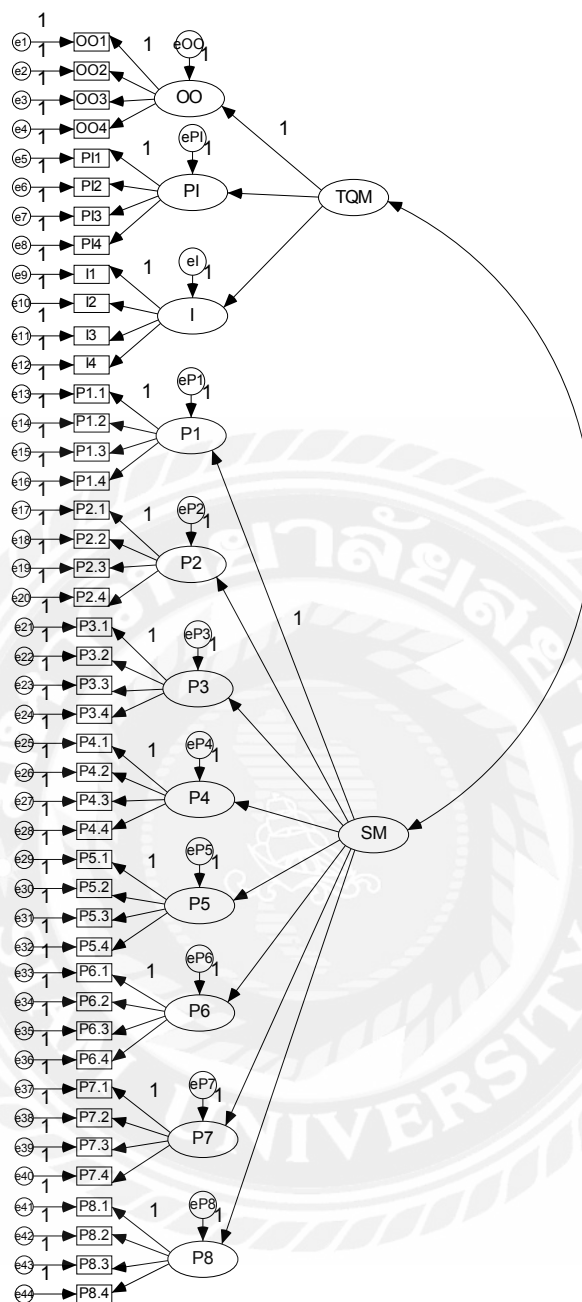 1
e1 1 OO1 1 eOO 1
e2 1 OO2
e3 1 OO3 OO
e4 1 OO4 1
e5 1 PI1 1 ePI 1
e6 1 PI2 PI TQM
e7 1 PI3
e8 1 PI4
e9 1 I1 1 eI 1
e10 1 I2
e11 1 I3 I
e12 1 I4
e13 1 P1.1 1 eP1 1
e14 1 P1.2
e15 1 P1.3 P1
e16 1 P1.4
e17 1 P2.1 1 eP2 1
e18 1 P2.2
e19 1 P2.3 P2
e20 1 P2.4
e21 1 P3.1 1 eP3 1 1
e22 1 P3.2
e23 1 P3.3 P3
e24 1 P3.4
e25 1 P4.1 1 eP4 1
e26 1 P4.2
e27 1 P4.3 P4
e28 1 P4.4 SM
e29 1 P5.1 1 eP5 1
e30 1 P5.2
e31 1 P5.3 P5
e32 1 P5.4
e33 1 P6.1 1 eP6 1
e34 1 P6.2
e35 1 P6.3 P6
e36 1 P6.4
e37 1 P7.1 1 eP7 1
e38 1 P7.2
e39 1 P7.3 P7
e40 1 P7.4
e41 1 P8.1 1 eP8 1
e42 1 P8.2
e43 1 P8.3 P8
e44 P8.4
UNIVERSITY